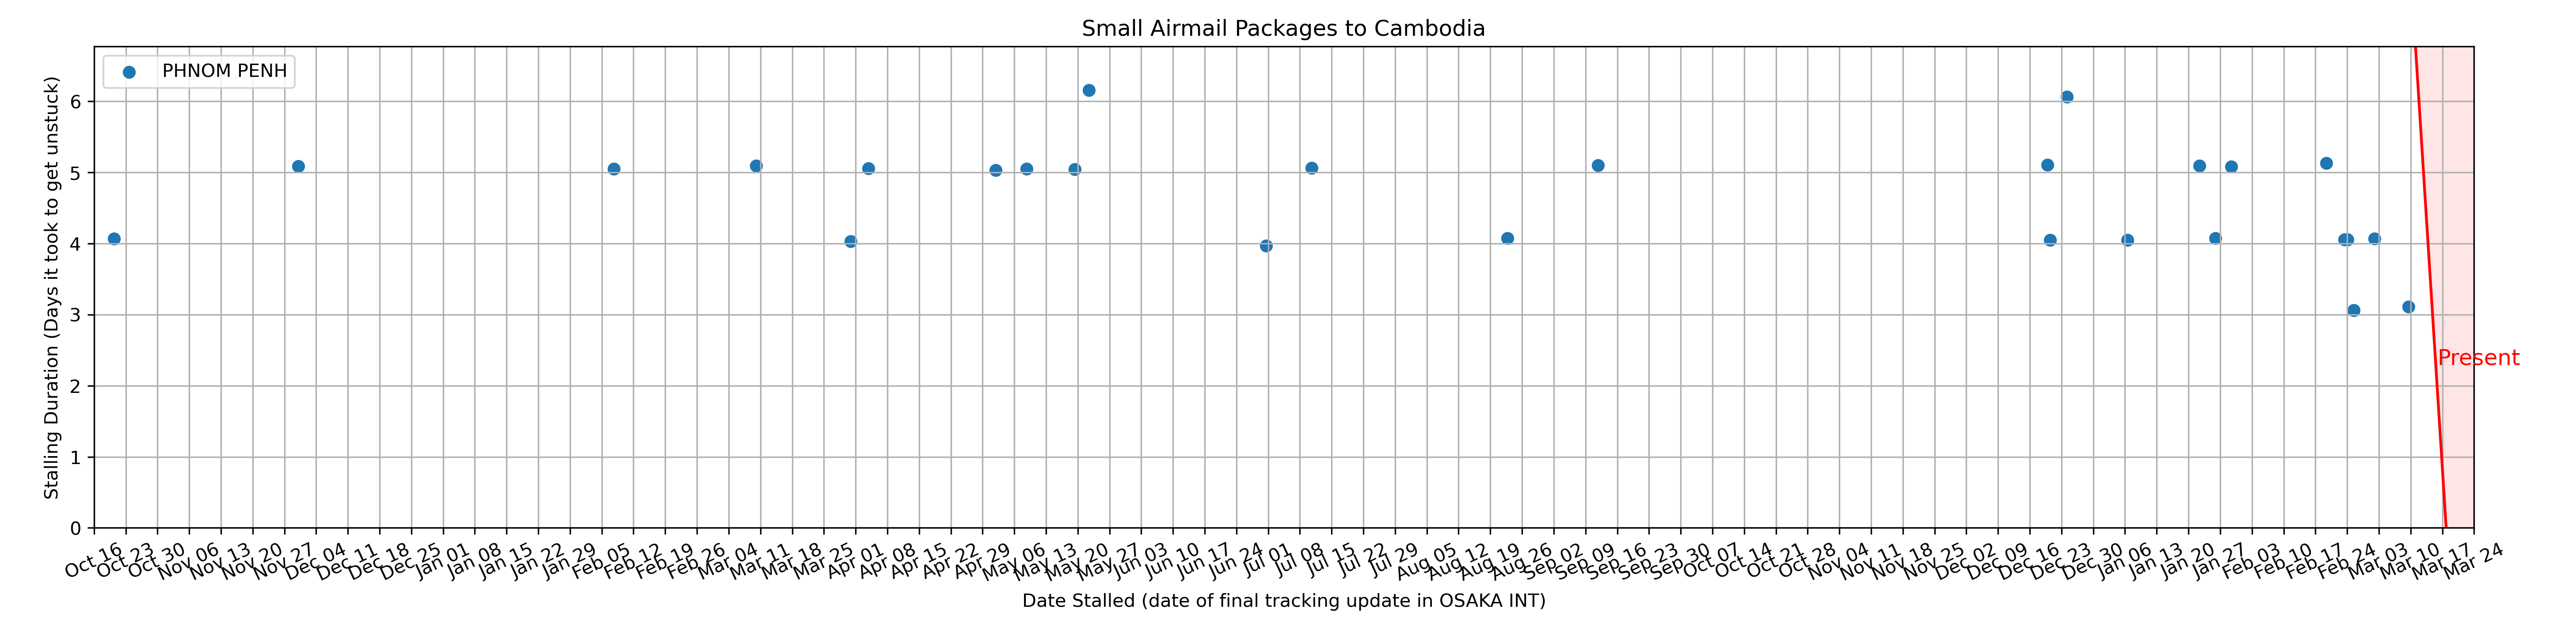 Small Airmail Packages to Cambodia
PHNOM PENH
Stalling Duration (Days it took to get unstuck)
6
5
4
3
2
1
0
Present
Oct 16
Oct 23
Oct 30
Nov 06
Nov 13
Nov 20
Nov 27
Dec 04
Dec 11
Dec 18
Dec 25
Jan 01
Jan 08
Jan 15
Jan 22
Jan 29
Feb 05
Feb 12
Feb 19
Feb 26
Mar 04
Mar 11
Mar 18
Mar 25
Apr 01
Apr 08
Apr 15
Apr 22
Apr 29
May 06
May 13
May 20
May 27
Jun 03
Jun 10
Jun 17
Jun 24
Jul 01
Jul 08
Jul 15
Jul 22
Jul 29
Aug 05
Aug 12
Aug 19
Aug 26
Sep 02
Sep 09
Sep 16
Sep 23
Sep 30
Oct 07
Oct 14
Oct 21
Oct 28
Nov 04
Nov 11
Nov 18
Nov 25
Dec 02
Dec 09
Dec 16
Dec 23
Dec 30
Jan 06
Jan 13
Jan 20
Jan 27
Feb 03
Feb 10
Feb 17
Feb 24
Mar 03
Mar 10
Mar 17
Mar 24
Date Stalled (date of final tracking update in OSAKA INT)